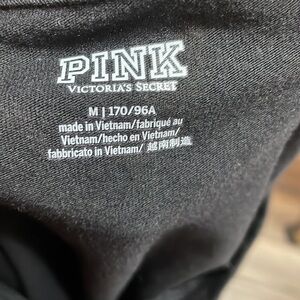 PINK
VICTORIA'S SECRET
M | 170/96A
made in Vietnam/fabriqué au
Vietnam/hecho en Vietnam/
fabbricato in Vietnam/ 越南制造